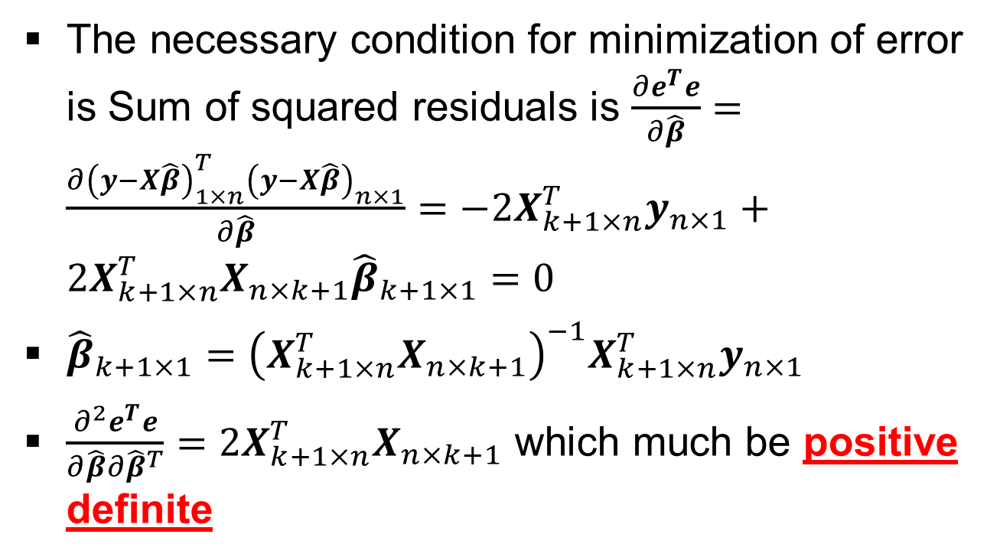 ▪ The necessary condition for minimization of error
is Sum of squared residuals is $\frac{\partial \boldsymbol{e}^{\boldsymbol{T}} \boldsymbol{e}}{\partial \widehat{\boldsymbol{\beta}}} =$
$\frac{\partial (\boldsymbol{y}-\boldsymbol{X}\widehat{\boldsymbol{\beta}})^{T}_{1\times n} (\boldsymbol{y}-\boldsymbol{X}\widehat{\boldsymbol{\beta}})_{n\times 1}}{\partial \widehat{\boldsymbol{\beta}}} = -2\boldsymbol{X}^{T}_{k+1\times n} \boldsymbol{y}_{n\times 1} +$
$2\boldsymbol{X}^{T}_{k+1\times n} \boldsymbol{X}_{n\times k+1} \widehat{\boldsymbol{\beta}}_{k+1\times 1} = 0$
▪ $\widehat{\boldsymbol{\beta}}_{k+1\times 1} = \left(\boldsymbol{X}^{T}_{k+1\times n} \boldsymbol{X}_{n\times k+1}\right)^{-1} \boldsymbol{X}^{T}_{k+1\times n} \boldsymbol{y}_{n\times 1}$
▪ $\frac{\partial^{2} \boldsymbol{e}^{\boldsymbol{T}} \boldsymbol{e}}{\partial \widehat{\boldsymbol{\beta}} \partial \widehat{\boldsymbol{\beta}}^{T}} = 2\boldsymbol{X}^{T}_{k+1\times n} \boldsymbol{X}_{n\times k+1}$ which much be positive
definite